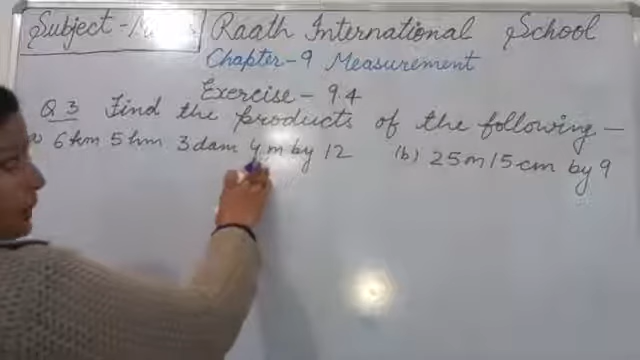 Subject- Raath International School
Chapter-9 Measurement
Exercise- 9.4
Q3 Find the products of the following-
a) 6 km 5 hm 3 dam 4 m by 12 (b) 25m 15 cm by 9